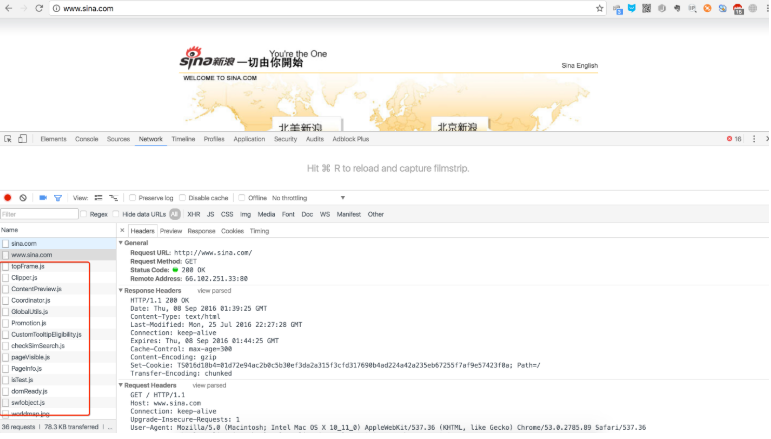 www.sina.com
sina新浪 一切由你開始
You're the One
Sina English
WELCOME TO SINA.COM
北美新浪
北京新浪
Elements Console Sources Network Timeline Profiles Application Security Audits Adblock Plus
16
Hit ⌘ R to reload and capture filmstrip.
View: Preserve log Disable cache Offline No throttling
Filter Regex Hide data URLs All XHR JS CSS Img Media Font Doc WS Manifest Other
Name
sina.com
www.sina.com
topFrame.js
Clipper.js
ContentPreview.js
Coordinator.js
GlobalUtils.js
Promotion.js
CustomTooltipEligibility.js
checkSimSearch.js
pageVisible.js
PageInfo.js
isTest.js
domReady.js
swfobject.js
worldmap.jpg
36 requests | 78.3 KB transferred | ...
× Headers Preview Response Cookies Timing
General
Request URL: http://www.sina.com/
Request Method: GET
Status Code: 200 OK
Remote Address: 66.102.251.33:80
Response Headers view parsed
HTTP/1.1 200 OK
Date: Thu, 08 Sep 2016 01:39:25 GMT
Content-Type: text/html
Last-Modified: Mon, 25 Jul 2016 22:27:28 GMT
Connection: keep-alive
Expires: Thu, 08 Sep 2016 01:44:25 GMT
Cache-Control: max-age=300
Content-Encoding: gzip
Set-Cookie: TS016d18b4=01d72e94ac2b0c5b30ef3da2a315f3cfd317690b4ad224a42a235eb67255f7af9e57423f0a; Path=/
Transfer-Encoding: chunked
Request Headers view parsed
GET / HTTP/1.1
Host: www.sina.com
Connection: keep-alive
Upgrade-Insecure-Requests: 1
User-Agent: Mozilla/5.0 (Macintosh; Intel Mac OS X 10_11_0) AppleWebKit/537.36 (KHTML, like Gecko) Chrome/53.0.2785.89 Safari/537.36